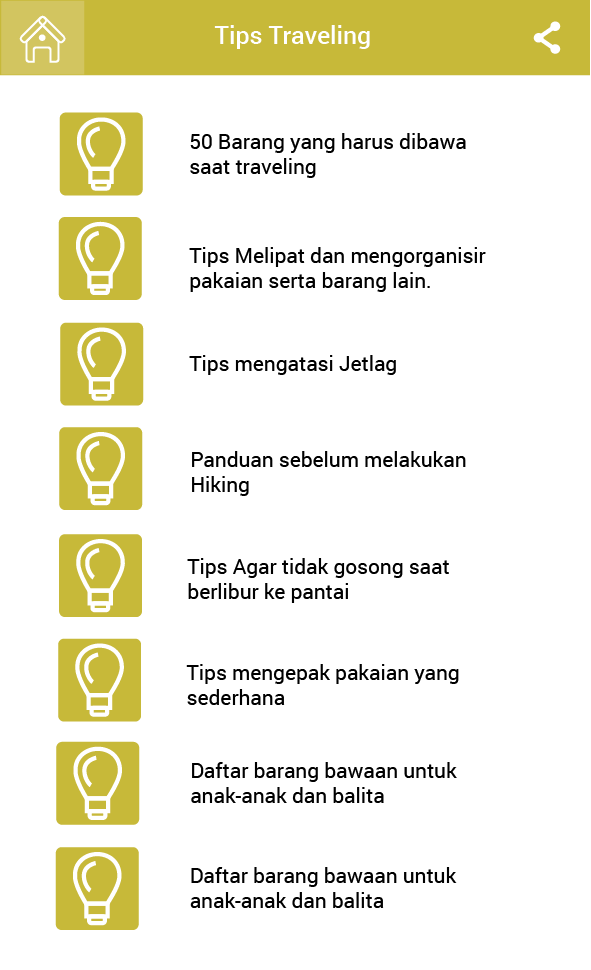 Tips Traveling
50 Barang yang harus dibawa
saat traveling
Tips Melipat dan mengorganisir
pakaian serta barang lain.
Tips mengatasi Jetlag
Panduan sebelum melakukan
Hiking
Tips Agar tidak gosong saat
berlibur ke pantai
Tips mengepak pakaian yang
sederhana
Daftar barang bawaan untuk
anak-anak dan balita
Daftar barang bawaan untuk
anak-anak dan balita